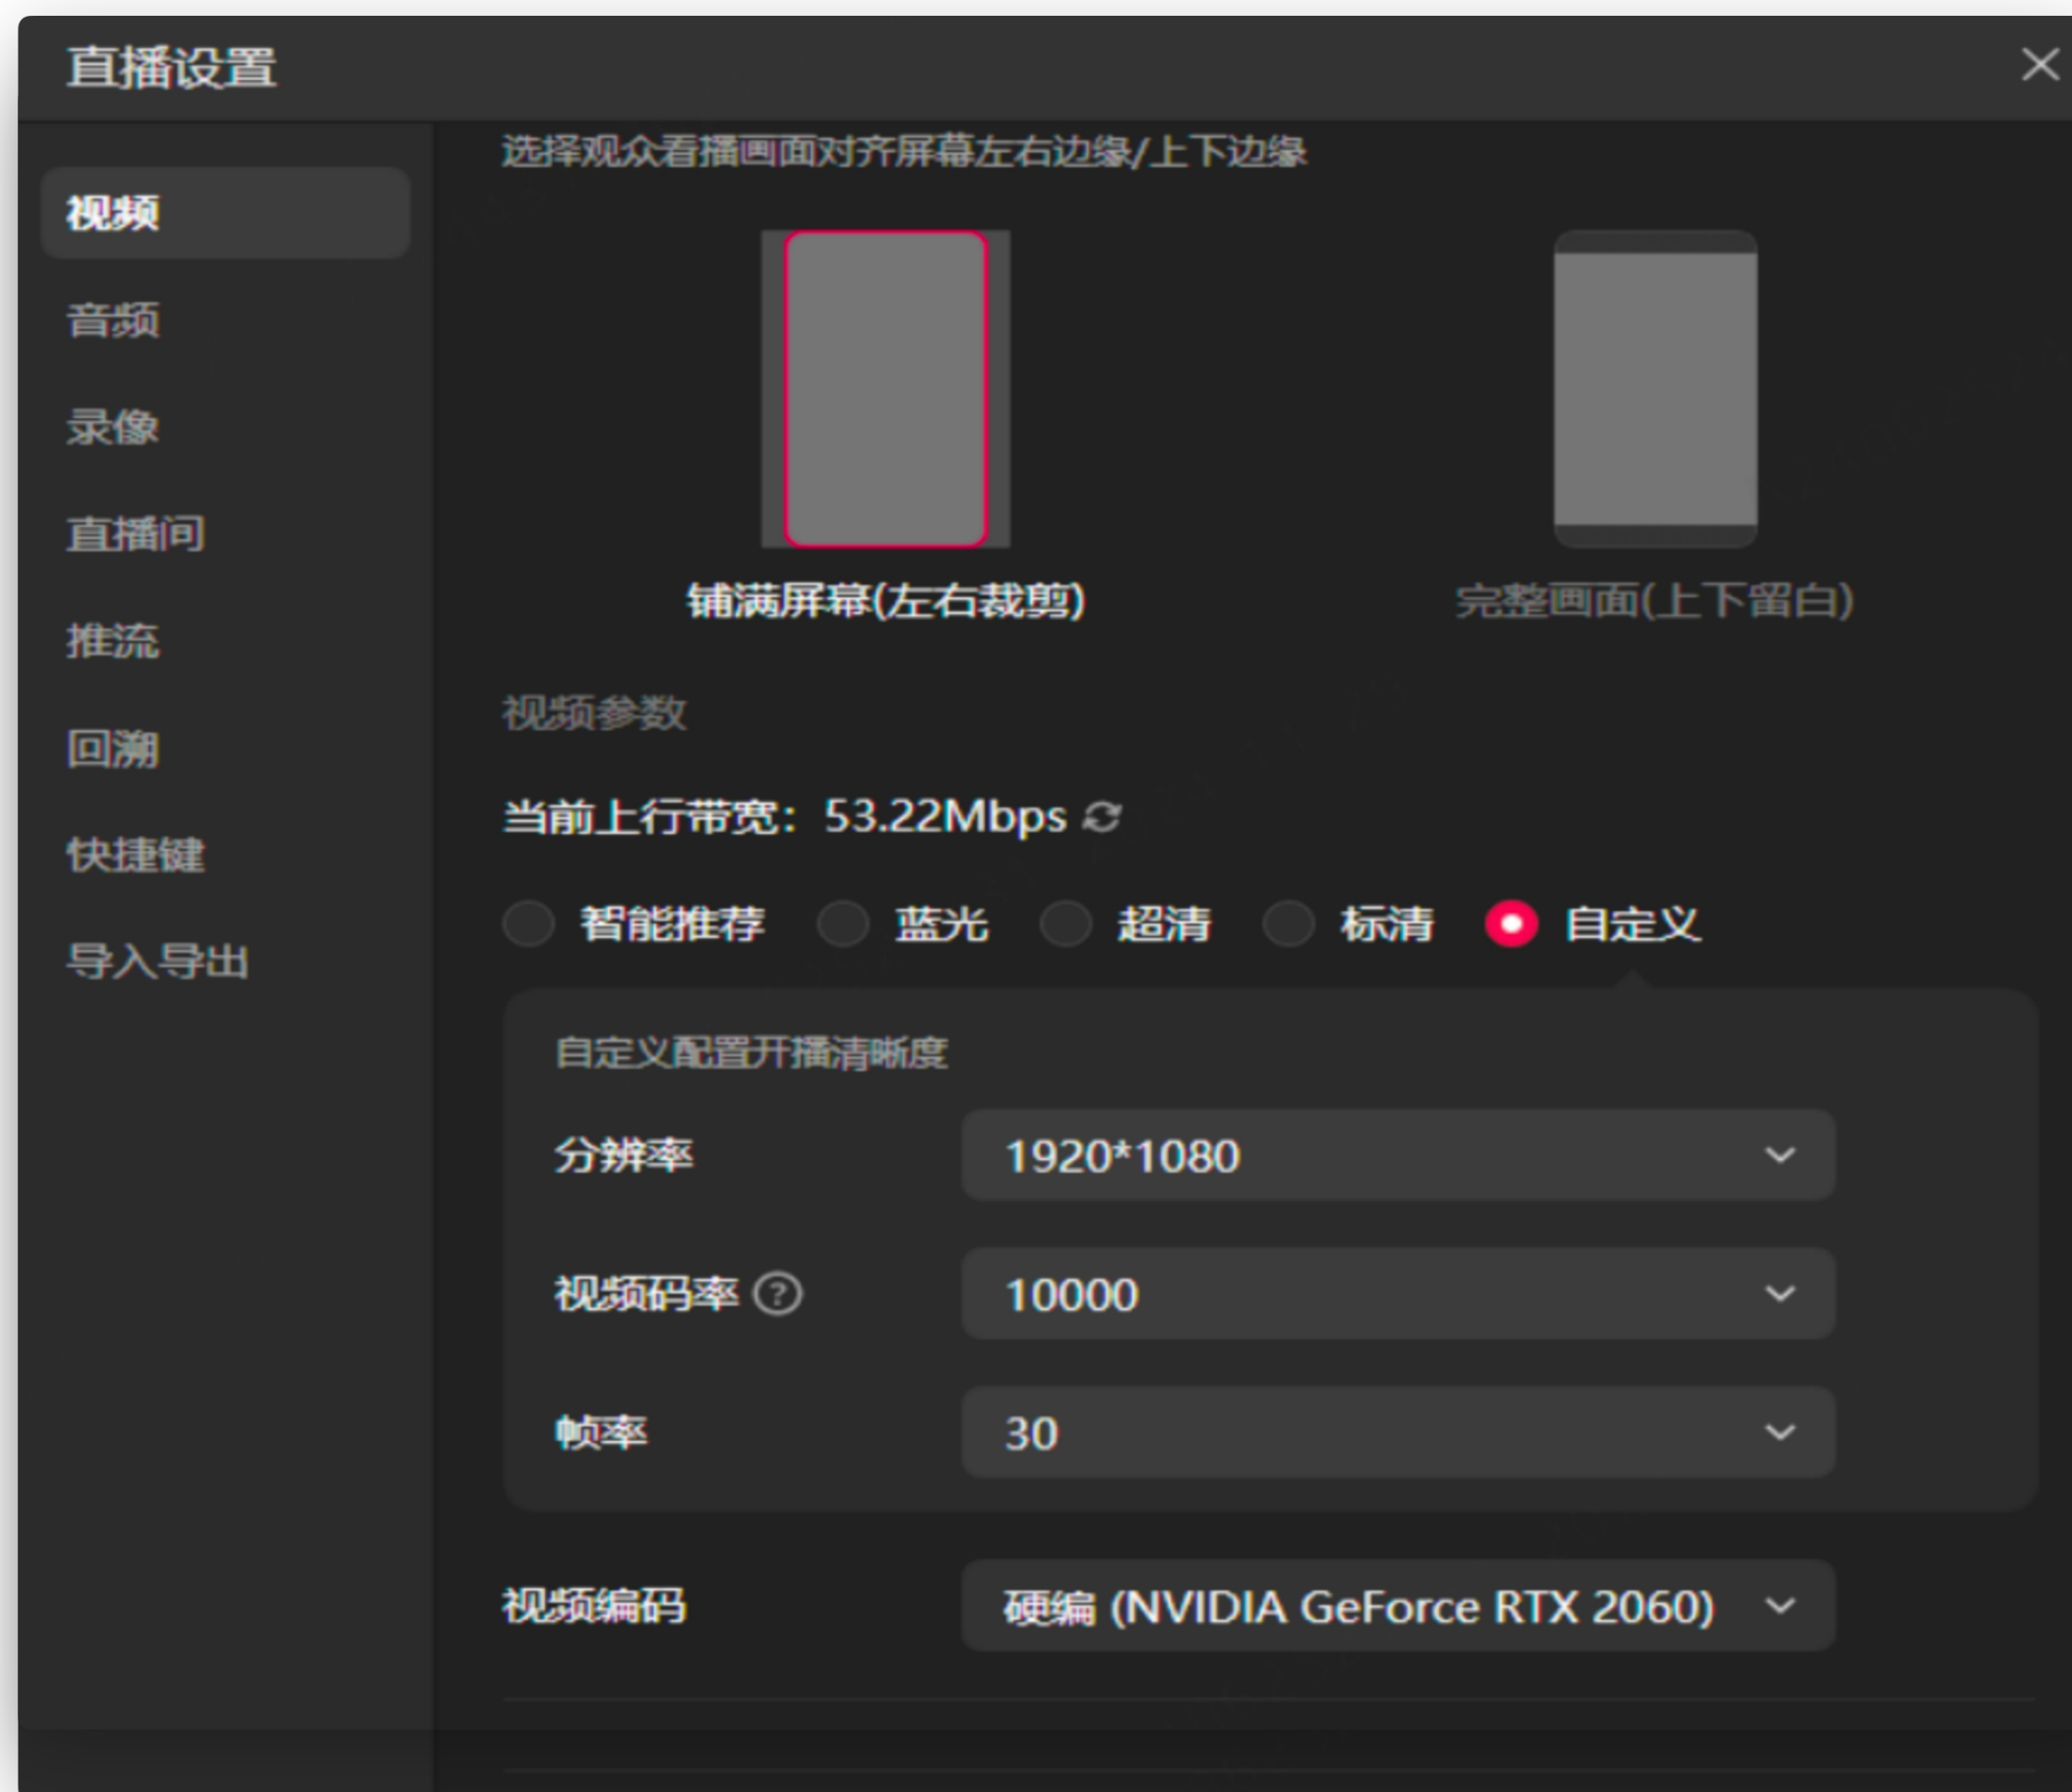 直播设置
视频
音频
录像
直播间
推流
回溯
快捷键
导入导出
选择观众看播画面对齐屏幕左右边缘/上下边缘
铺满屏幕(左右裁剪)
完整画面(上下留白)
视频参数
当前上行带宽：53.22Mbps
智能推荐 蓝光 超清 标清 自定义
自定义配置开播清晰度
分辨率 1920*1080
视频码率 ? 10000
帧率 30
视频编码 硬编 (NVIDIA GeForce RTX 2060)